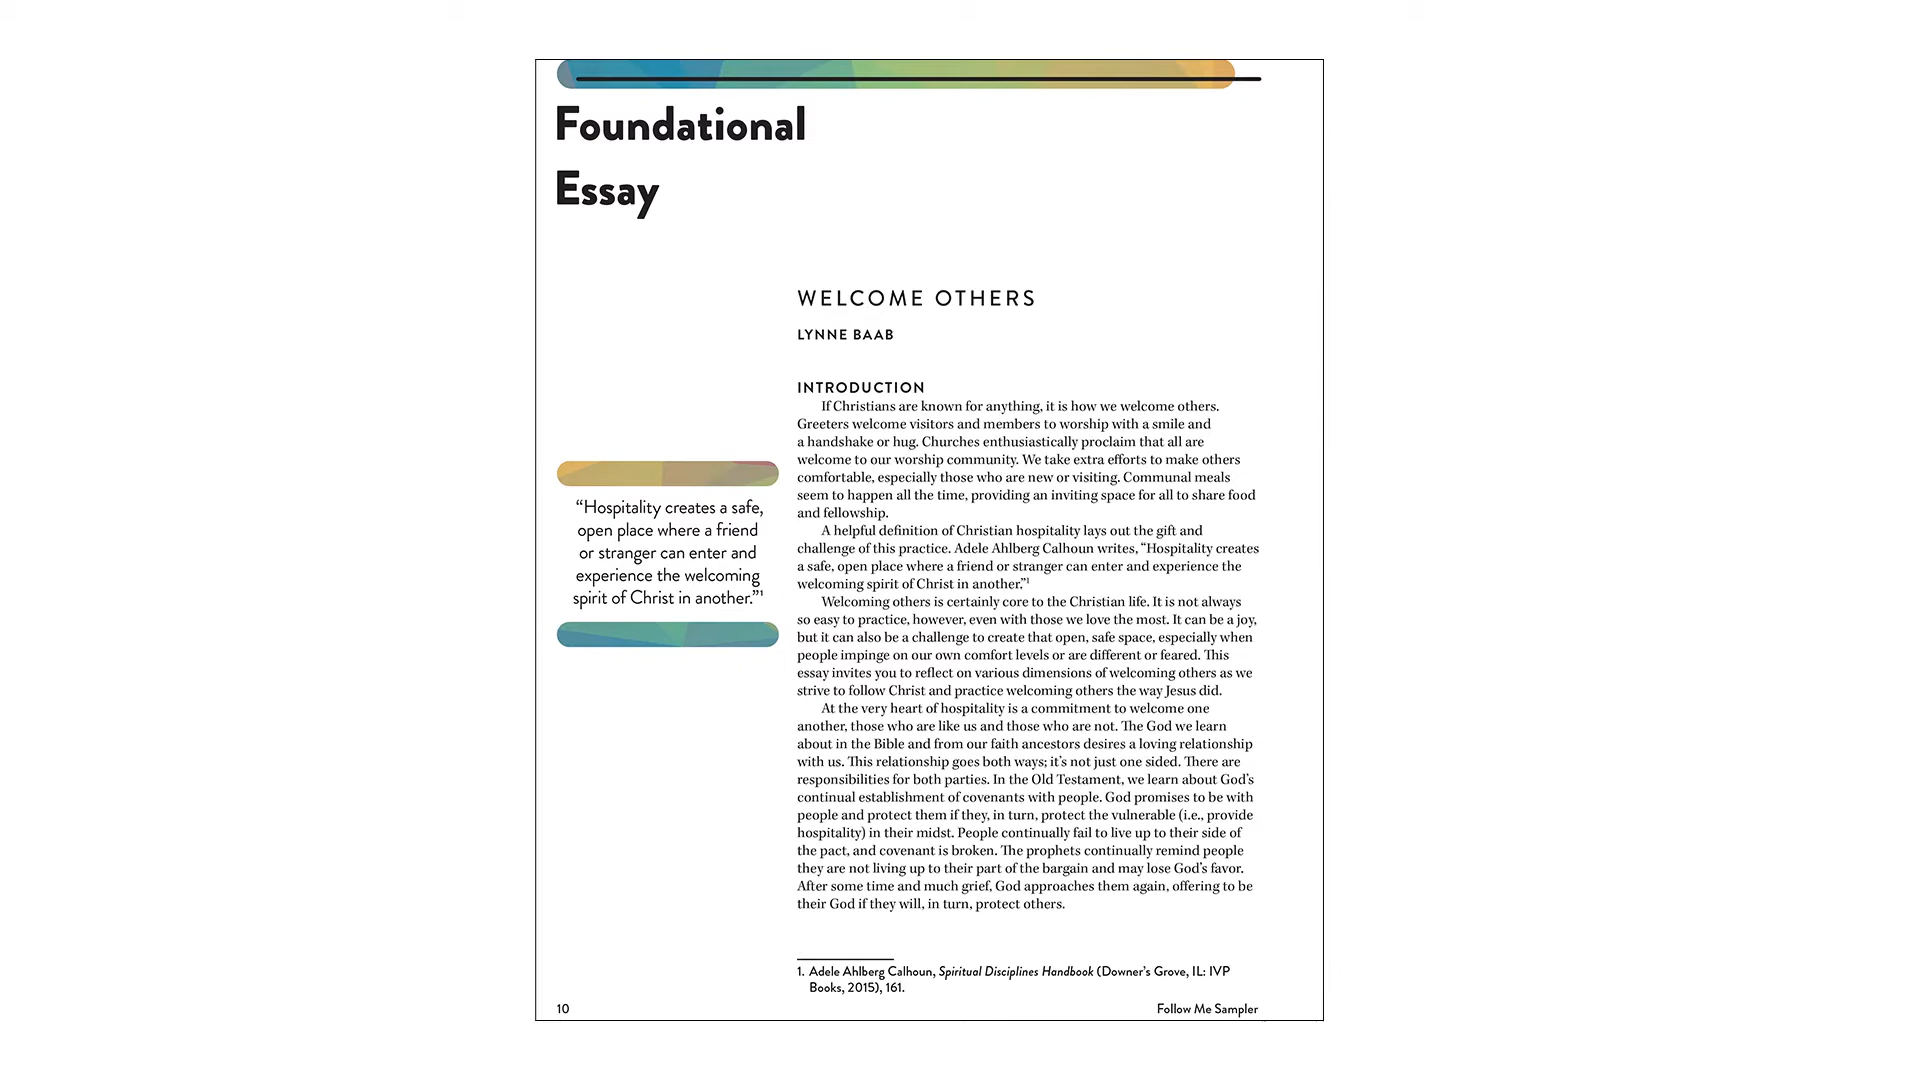 Foundational
Essay
WELCOME OTHERS
LYNNE BAAB
INTRODUCTION
If Christians are known for anything, it is how we welcome others.
Greeters welcome visitors and members to worship with a smile and
a handshake or hug. Churches enthusiastically proclaim that all are
welcome to our worship community. We take extra efforts to make others
comfortable, especially those who are new or visiting. Communal meals
seem to happen all the time, providing an inviting space for all to share food
and fellowship.
A helpful definition of Christian hospitality lays out the gift and
challenge of this practice. Adele Ahlberg Calhoun writes, “Hospitality creates
a safe, open place where a friend or stranger can enter and experience the
welcoming spirit of Christ in another.”¹
Welcoming others is certainly core to the Christian life. It is not always
so easy to practice, however, even with those we love the most. It can be a joy,
but it can also be a challenge to create that open, safe space, especially when
people impinge on our own comfort levels or are different or feared. This
essay invites you to reflect on various dimensions of welcoming others as we
strive to follow Christ and practice welcoming others the way Jesus did.
At the very heart of hospitality is a commitment to welcome one
another, those who are like us and those who are not. The God we learn
about in the Bible and from our faith ancestors desires a loving relationship
with us. This relationship goes both ways; it’s not just one sided. There are
responsibilities for both parties. In the Old Testament, we learn about God’s
continual establishment of covenants with people. God promises to be with
people and protect them if they, in turn, protect the vulnerable (i.e., provide
hospitality) in their midst. People continually fail to live up to their side of
the pact, and covenant is broken. The prophets continually remind people
they are not living up to their part of the bargain and may lose God’s favor.
After some time and much grief, God approaches them again, offering to be
their God if they will, in turn, protect others.
“Hospitality creates a safe,
open place where a friend
or stranger can enter and
experience the welcoming
spirit of Christ in another.”¹
1. Adele Ahlberg Calhoun, Spiritual Disciplines Handbook (Downer’s Grove, IL: IVP
Books, 2015), 161.
10
Follow Me Sampler